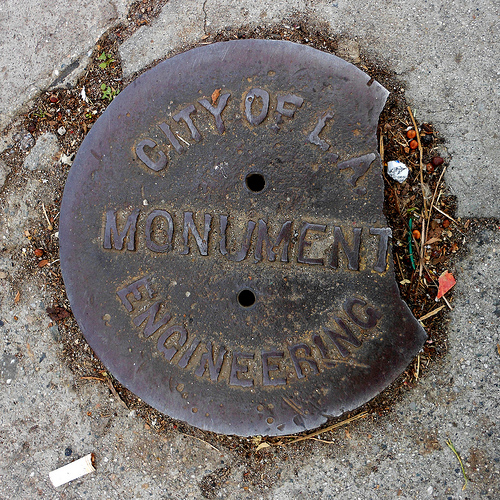 CITY OF L.A
MONUMENT
ENGINEERING